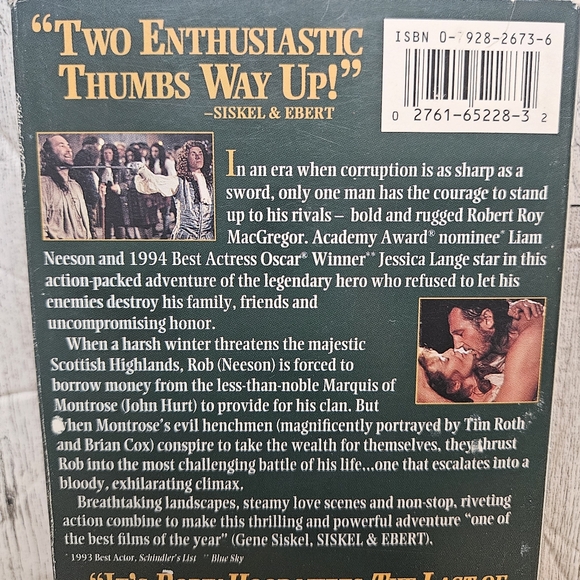 “TWO ENTHUSIASTIC
THUMBS WAY UP!”
–SISKEL & EBERT
ISBN 0-7928-2673-6
0 2761-65228-3 2
In an era when corruption is as sharp as a
sword, only one man has the courage to stand
up to his rivals – bold and rugged Robert Roy
MacGregor. Academy Award® nominee* Liam
Neeson and 1994 Best Actress Oscar® Winner** Jessica Lange star in this
action-packed adventure of the legendary hero who refused to let his
enemies destroy his family, friends and
uncompromising honor.
When a harsh winter threatens the majestic
Scottish Highlands, Rob (Neeson) is forced to
borrow money from the less-than-noble Marquis of
Montrose (John Hurt) to provide for his clan. But
when Montrose's evil henchmen (magnificently portrayed by Tim Roth
and Brian Cox) conspire to take the wealth for themselves, they thrust
Rob into the most challenging battle of his life...one that escalates into a
bloody, exhilarating climax.
Breathtaking landscapes, steamy love scenes and non-stop, riveting
action combine to make this thrilling and powerful adventure “one of
the best films of the year” (Gene Siskel, SISKEL & EBERT).
* 1993 Best Actor, Schindler's List ** Blue Sky
THE LAST OF